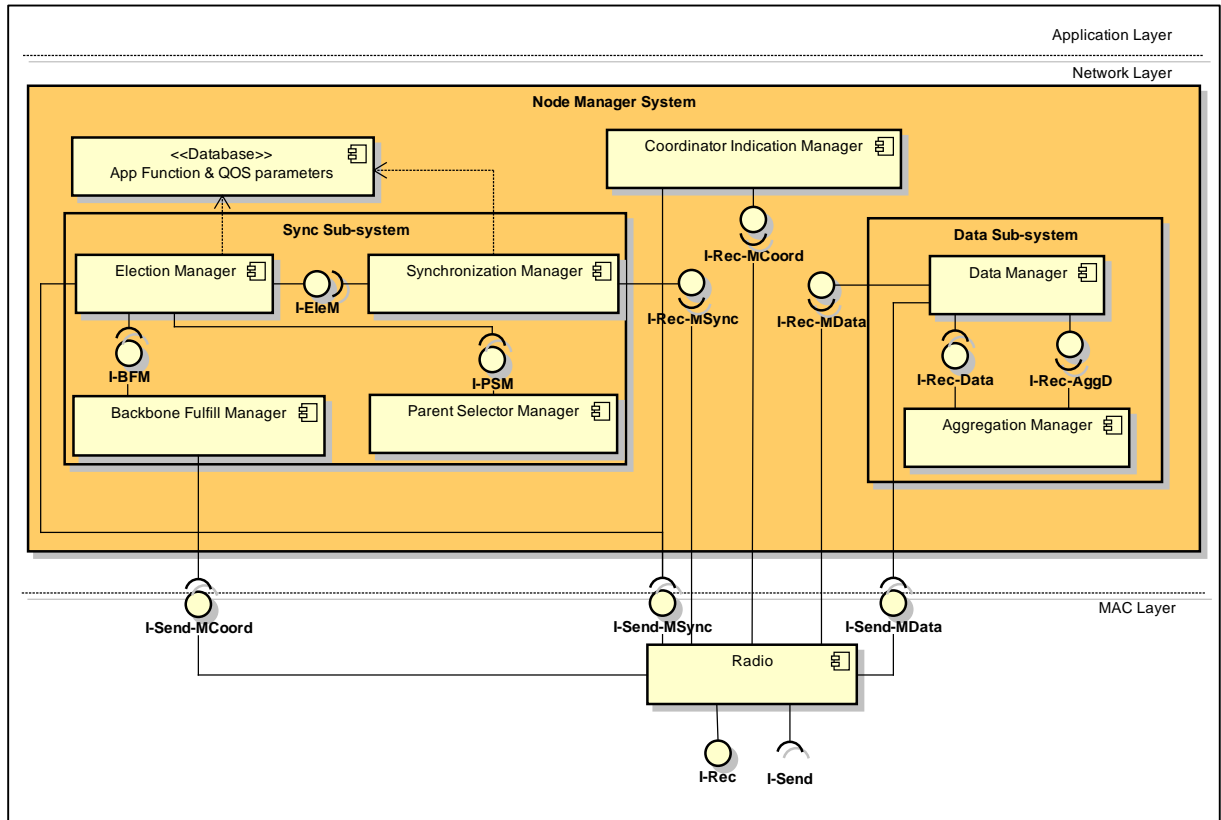 Application Layer
Network Layer
Node Manager System
<<Database>>
App Function & QOS parameters
Coordinator Indication Manager
Sync Sub-system
I-Rec-MCoord
Data Sub-system
Election Manager
I-EleM
Synchronization Manager
I-Rec-MSync
I-Rec-MData
Data Manager
I-BFM
I-PSM
I-Rec-Data
I-Rec-AggD
Backbone Fulfill Manager
Parent Selector Manager
Aggregation Manager
MAC Layer
I-Send-MCoord
I-Send-MSync
I-Send-MData
Radio
I-Rec
I-Send